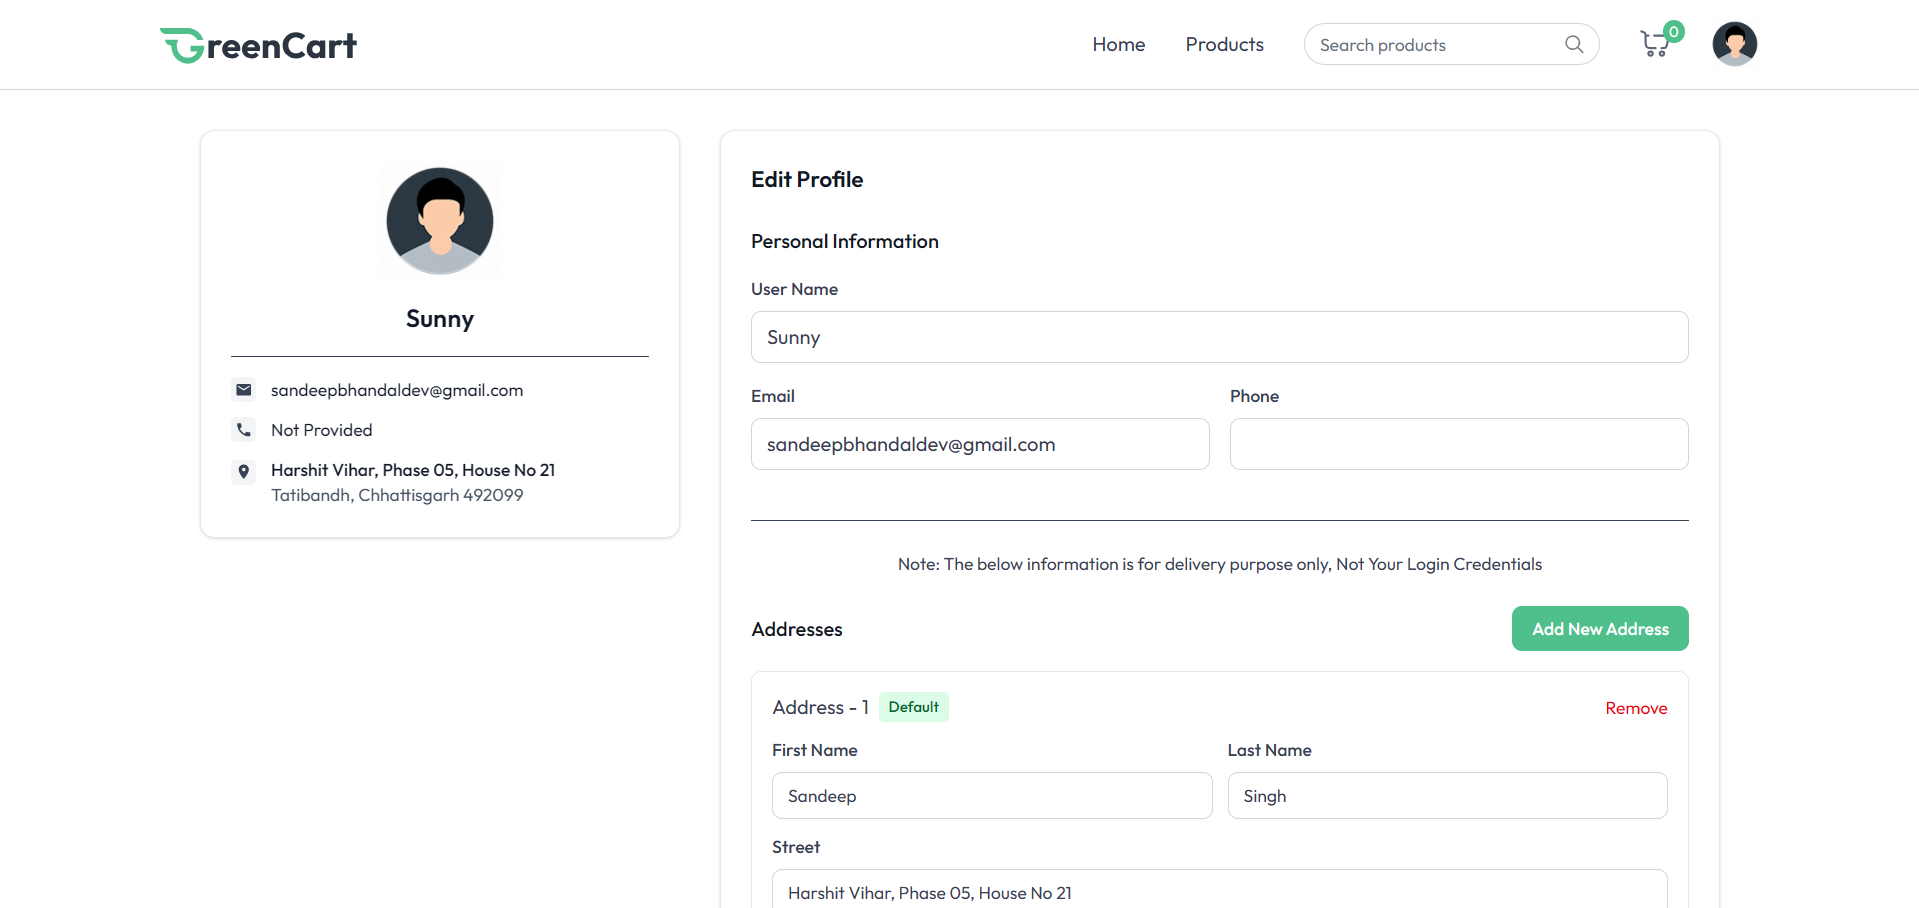 GreenCart
Home
Products
Search products
0
Sunny
sandeepbhandaldev@gmail.com
Not Provided
Harshit Vihar, Phase 05, House No 21
Tatibandh, Chhattisgarh 492099
Edit Profile
Personal Information
User Name
Sunny
Email
Phone
sandeepbhandaldev@gmail.com
Note: The below information is for delivery purpose only, Not Your Login Credentials
Addresses
Add New Address
Address - 1
Default
Remove
First Name
Last Name
Sandeep
Singh
Street
Harshit Vihar, Phase 05, House No 21